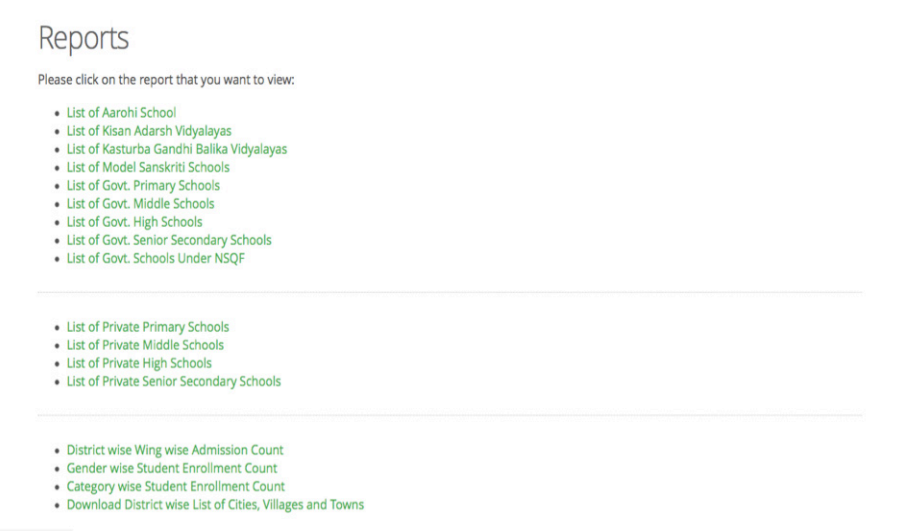 Reports
Please click on the report that you want to view:
List of Aarohi School
List of Kisan Adarsh Vidyalayas
List of Kasturba Gandhi Balika Vidyalayas
List of Model Sanskriti Schools
List of Govt. Primary Schools
List of Govt. Middle Schools
List of Govt. High Schools
List of Govt. Senior Secondary Schools
List of Govt. Schools Under NSQF
List of Private Primary Schools
List of Private Middle Schools
List of Private High Schools
List of Private Senior Secondary Schools
District wise Wing wise Admission Count
Gender wise Student Enrollment Count
Category wise Student Enrollment Count
Download District wise List of Cities, Villages and Towns